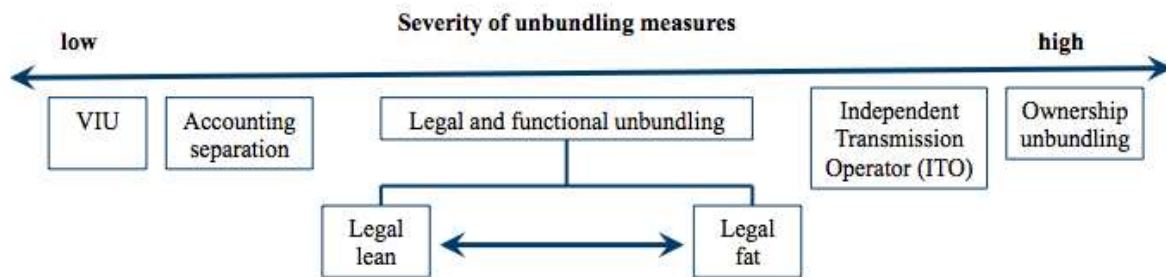 Severity of unbundling measures
low
high
VIU
Accounting
separation
Legal and functional unbundling
Independent
Transmission
Operator (ITO)
Ownership
unbundling
Legal
lean
Legal
fat